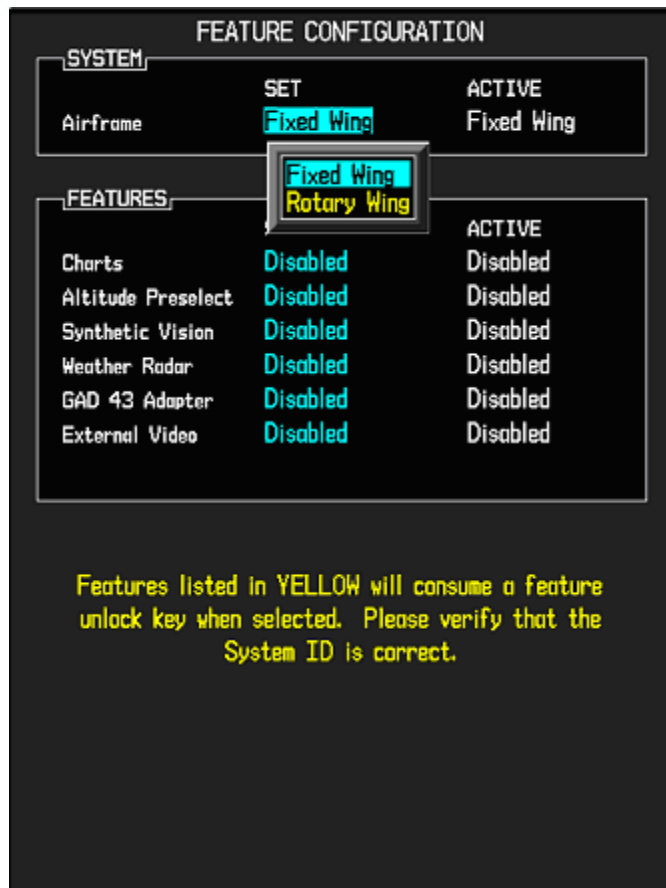 FEATURE CONFIGURATION
SYSTEM
SET ACTIVE
Airframe Fixed Wing Fixed Wing
Fixed Wing
Rotary Wing
FEATURES
ACTIVE
Charts Disabled Disabled
Altitude Preselect Disabled Disabled
Synthetic Vision Disabled Disabled
Weather Radar Disabled Disabled
GAD 43 Adapter Disabled Disabled
External Video Disabled Disabled
Features listed in YELLOW will consume a feature
unlock key when selected. Please verify that the
System ID is correct.